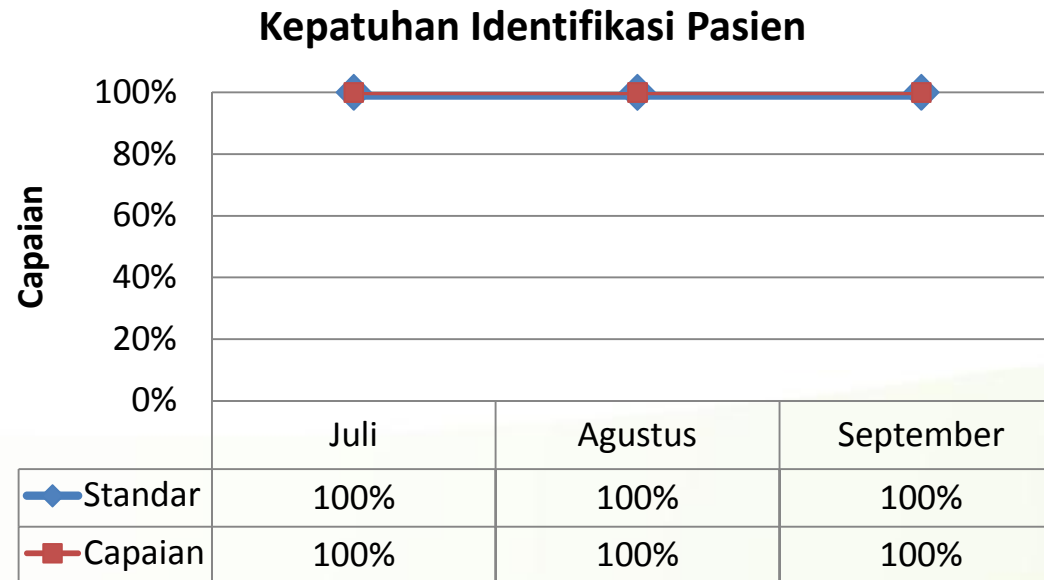 Kepatuhan Identifikasi Pasien
Capaian
100%
80%
60%
40%
20%
0%
Juli Agustus September
Standar 100% 100% 100%
Capaian 100% 100% 100%